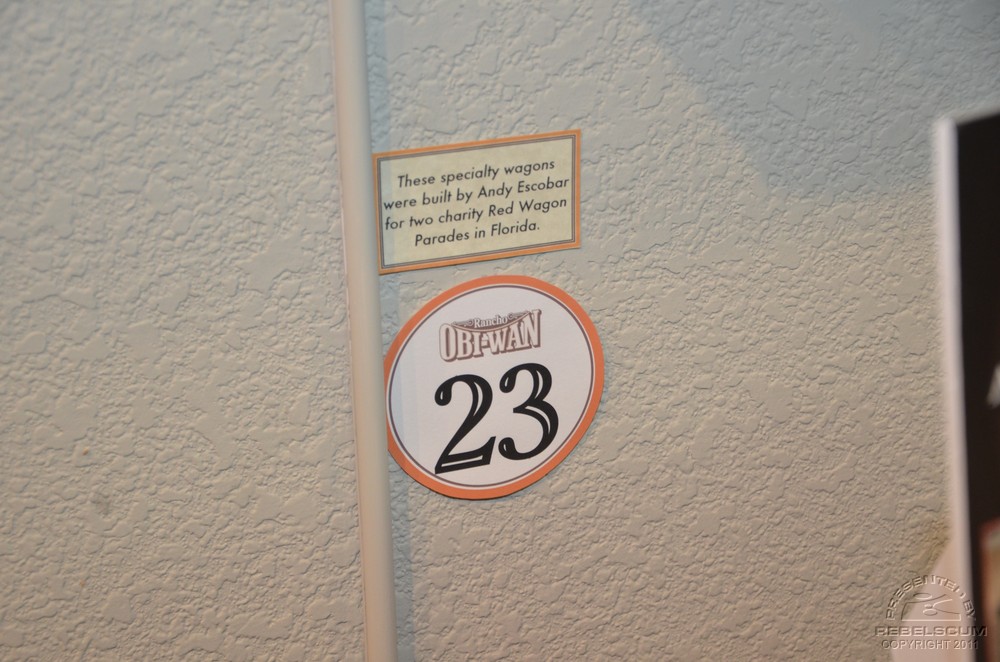 These specialty wagons
were built by Andy Escobar
for two charity Red Wagon
Parades in Florida.
Rancho
OBI-WAN
23
PRESENTED BY
REBELSCUM
COPYRIGHT 2011